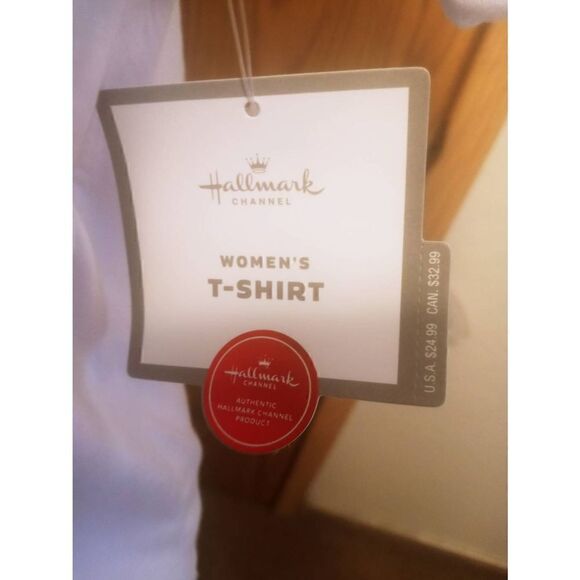 Hallmark
CHANNEL
WOMEN'S
T-SHIRT
U.S.A. $24.99 CAN. $32.99
Hallmark
CHANNEL
AUTHENTIC
HALLMARK CHANNEL
PRODUCT